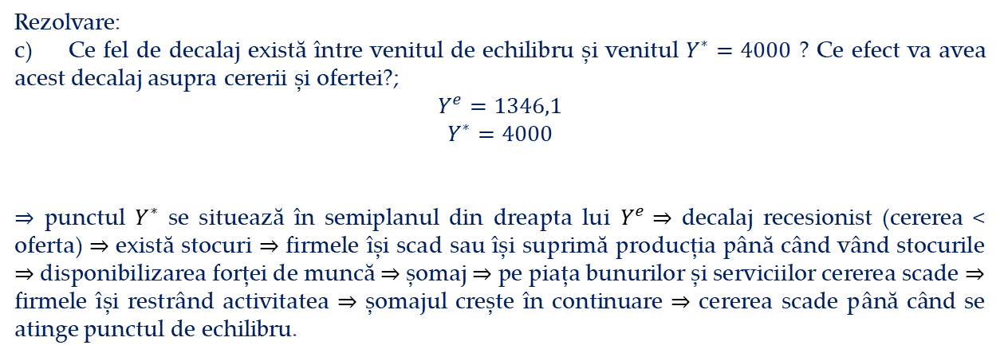 Rezolvare:
c) Ce fel de decalaj există între venitul de echilibru și venitul Y* = 4000 ? Ce efect va avea
acest decalaj asupra cererii și ofertei?;
Yᵉ = 1346,1
Y* = 4000
⇒ punctul Y* se situează în semiplanul din dreapta lui Yᵉ ⇒ decalaj recesionist (cererea <
oferta) ⇒ există stocuri ⇒ firmele își scad sau își suprimă producția până când vând stocurile
⇒ disponibilizarea forței de muncă ⇒ șomaj ⇒ pe piața bunurilor și serviciilor cererea scade ⇒
firmele își restrând activitatea ⇒ șomajul crește în continuare ⇒ cererea scade până când se
atinge punctul de echilibru.